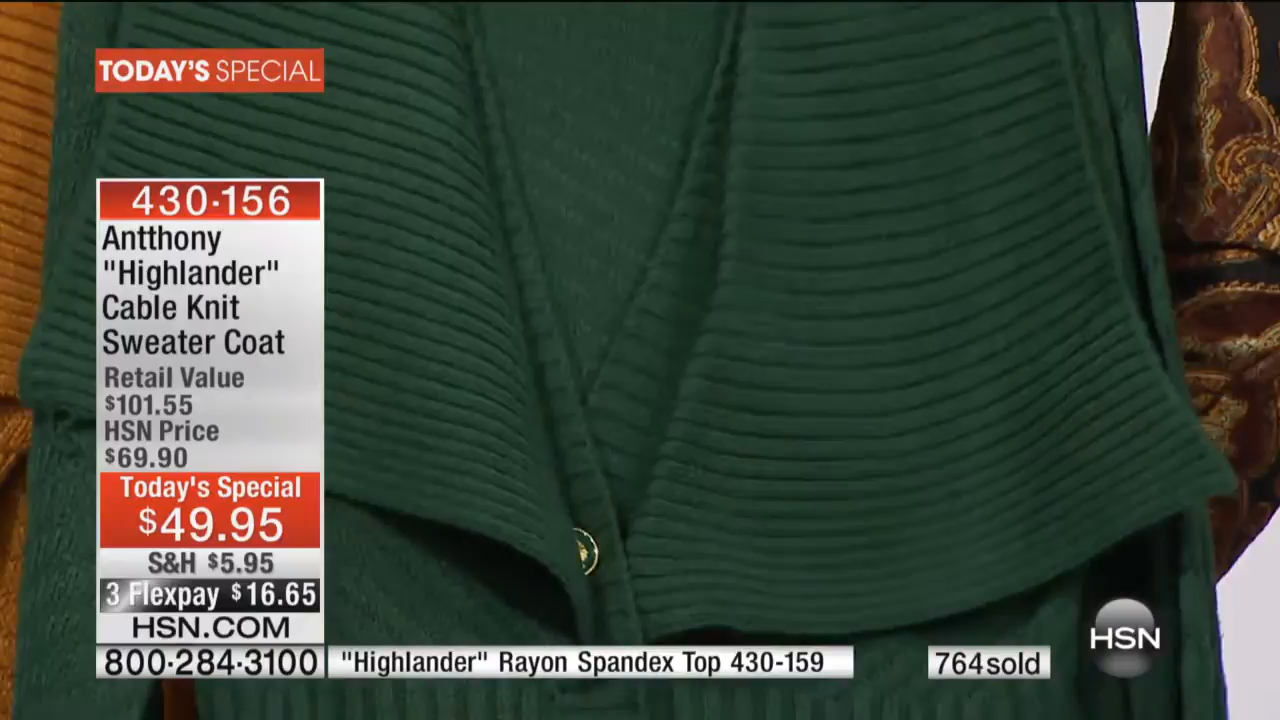 TODAY'S SPECIAL
430·156
Antthony
"Highlander"
Cable Knit
Sweater Coat
Retail Value
$101.55
HSN Price
$69.90
Today's Special
$49.95
S&H $5.95
3 Flexpay $16.65
HSN.COM
800·284·3100
"Highlander" Rayon Spandex Top 430-159
764 sold
HSN